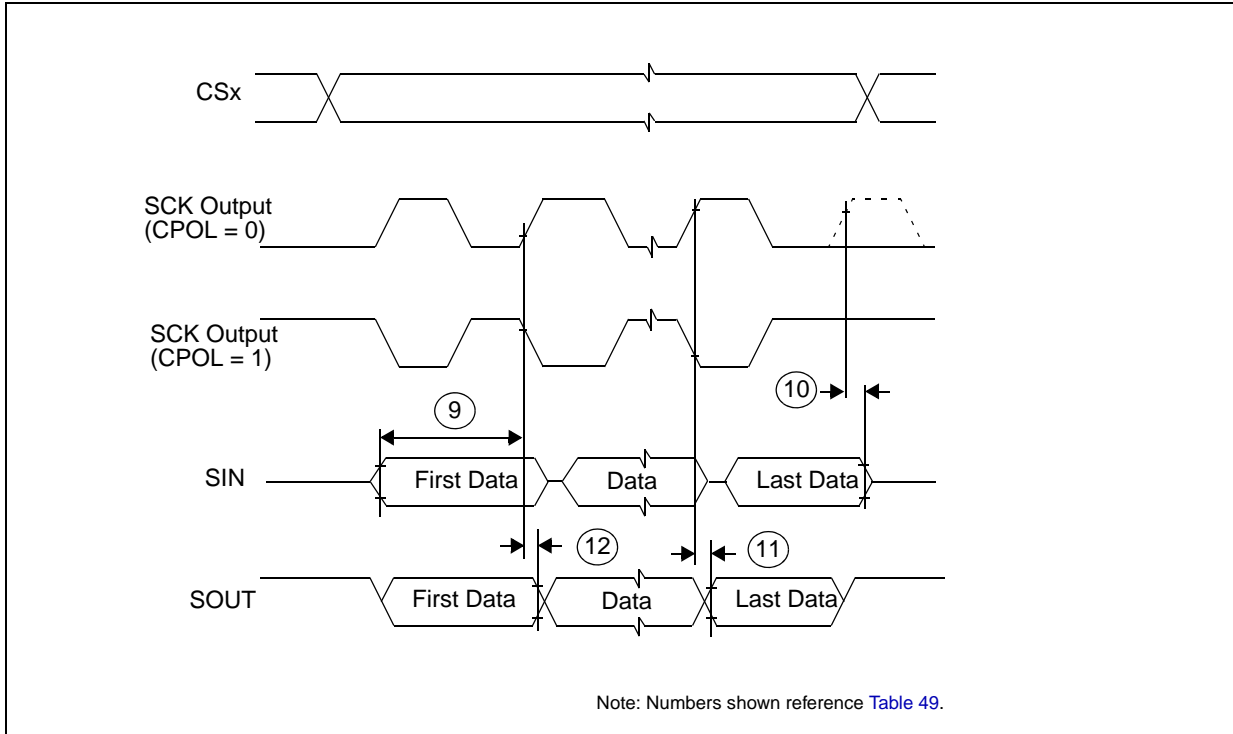 CSx
SCK Output
(CPOL = 0)
SCK Output
(CPOL = 1)
10
9
SIN
First Data
Data
Last Data
12
11
SOUT
First Data
Data
Last Data
Note: Numbers shown reference Table 49.